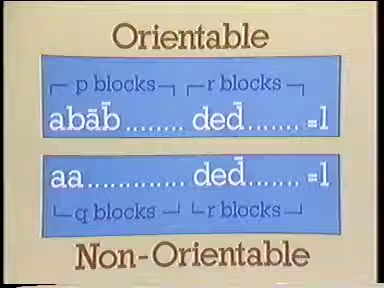 Orientable
p blocks r blocks
abāb̄ ........ ded̄ ....... =1
aa ............ ded̄ ....... =1
q blocks r blocks
Non-Orientable